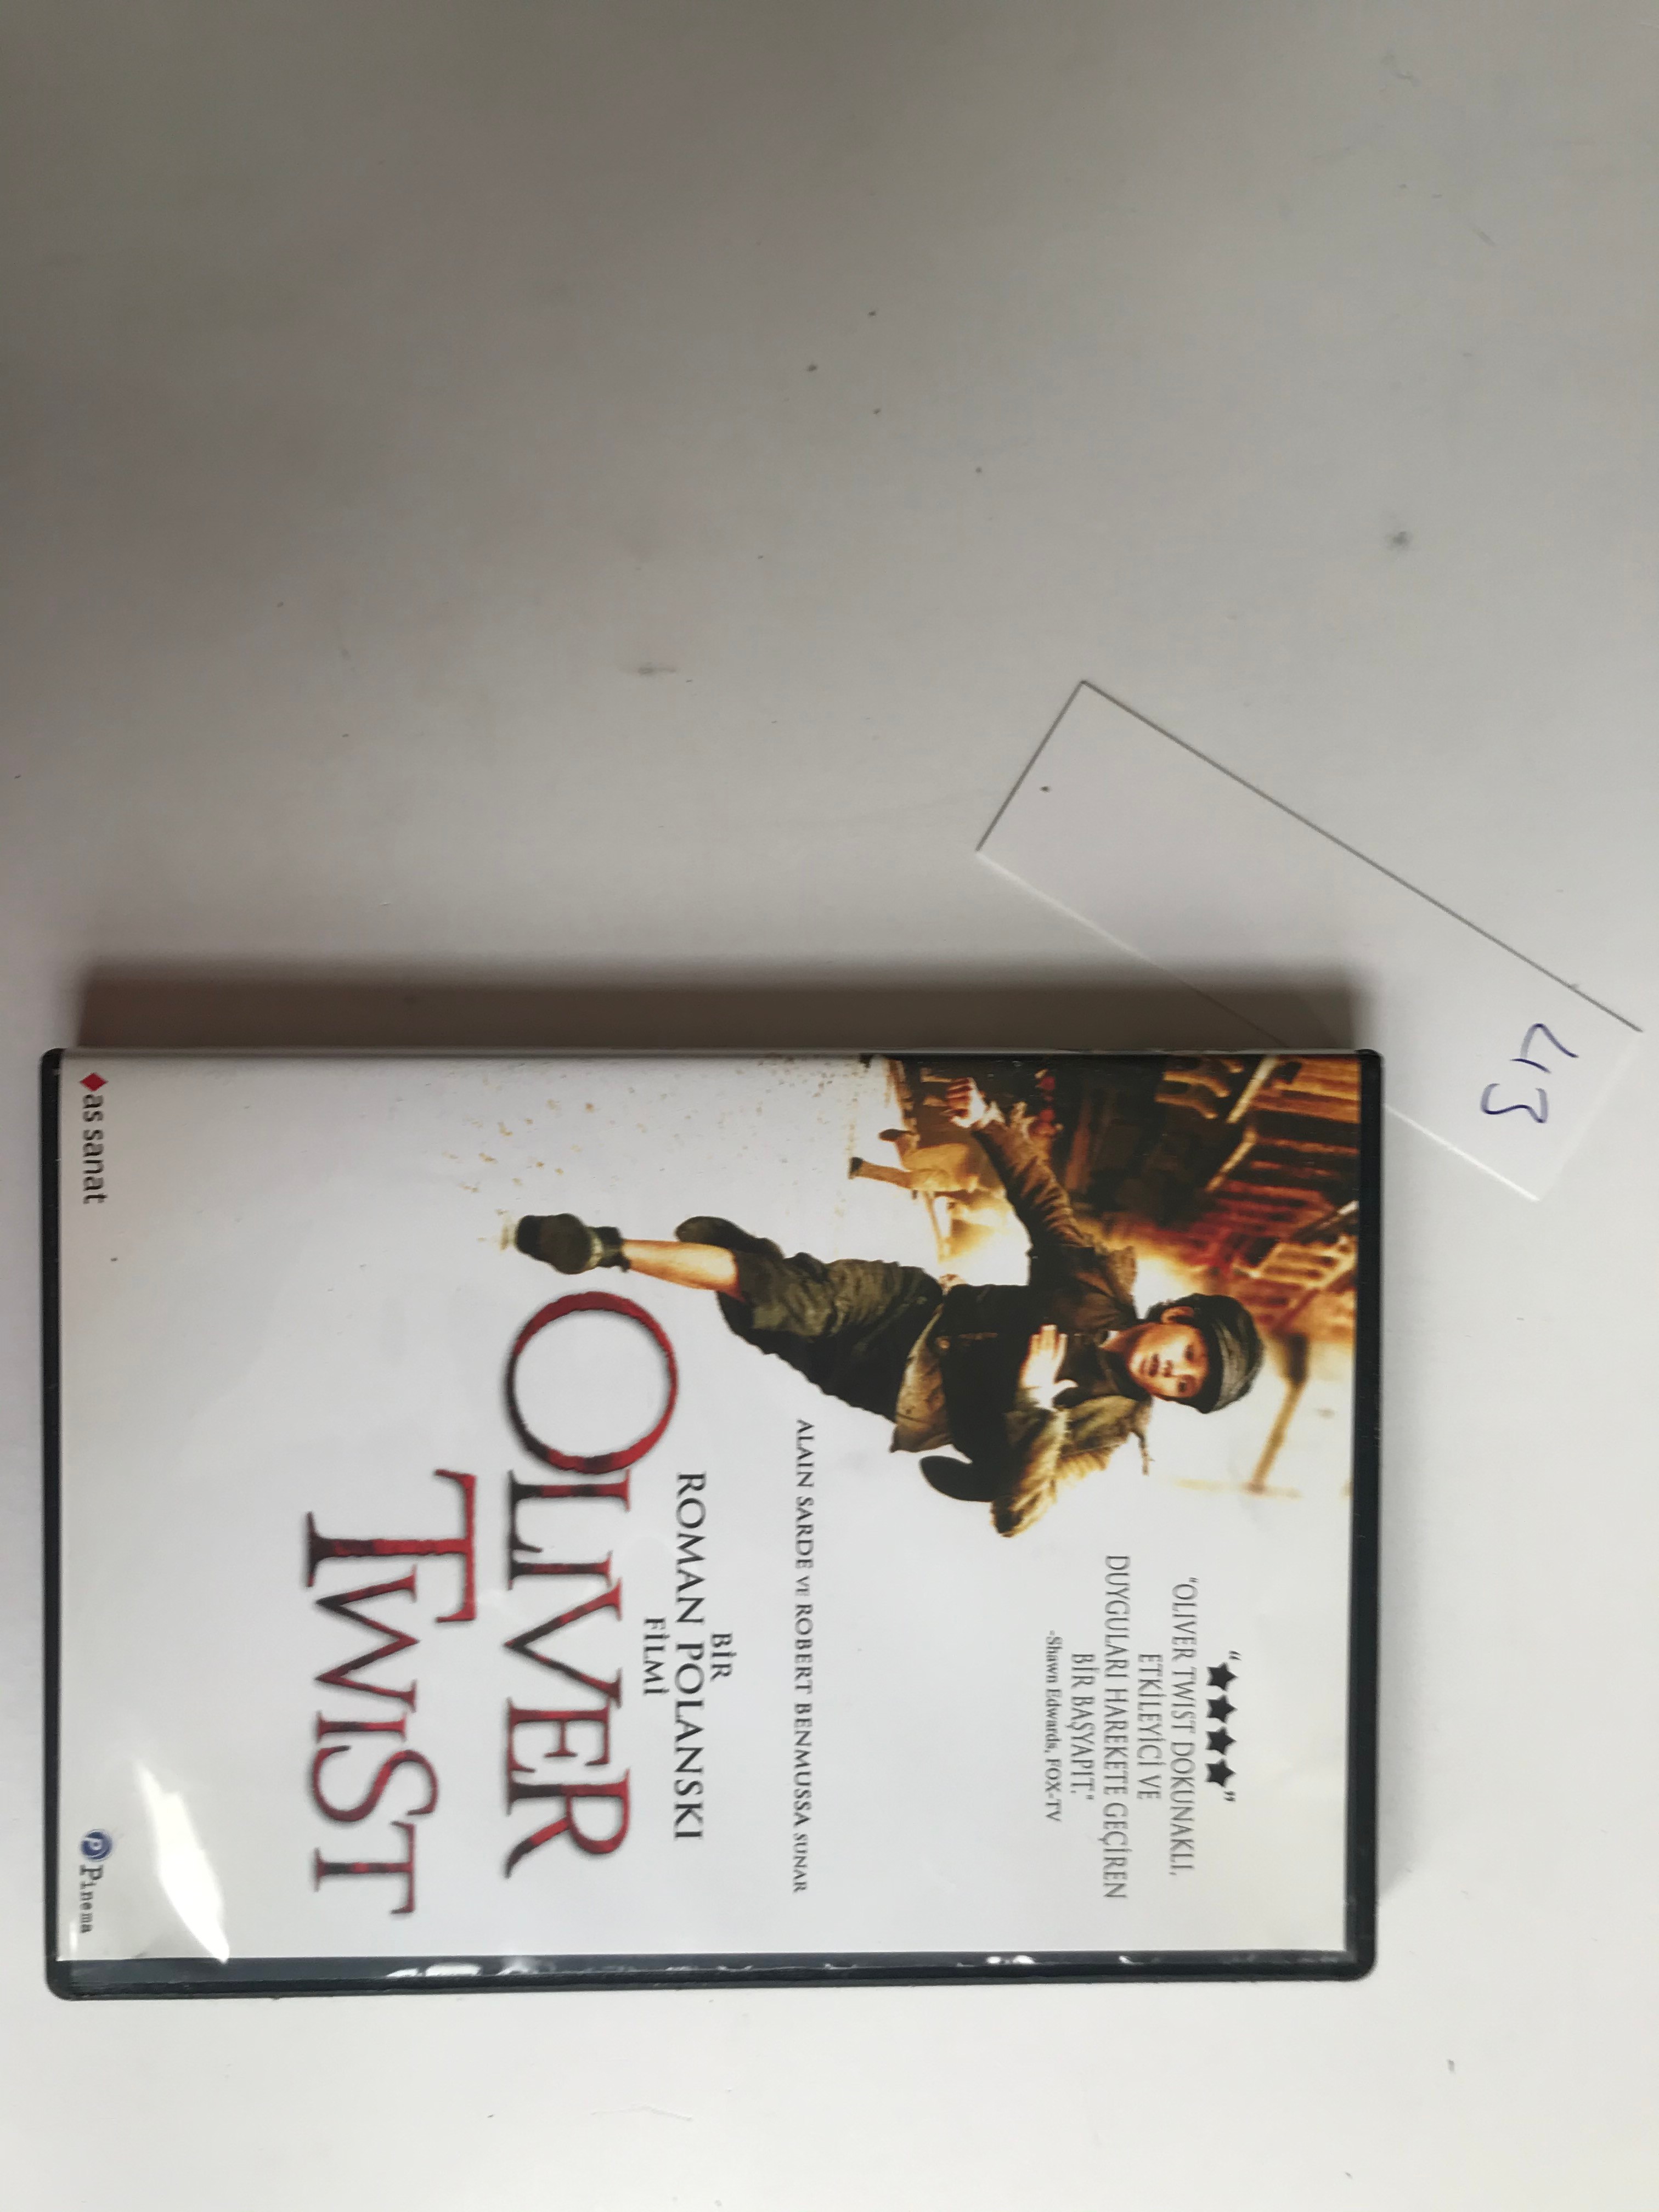 43
"★★★★"
"OLIVER TWIST DOKUNAKLI,
ETKİLEYİCİ VE
DUYGULARI HAREKETE GEÇİREN
BİR BAŞYAPIT."
-Shawn Edwards, FOX-TV
ALAIN SARDE VE ROBERT BENMUSSA SUNAR
BİR
ROMAN POLANSKI
FİLMİ
OLIVER
TWIST
as sanat
Pinema